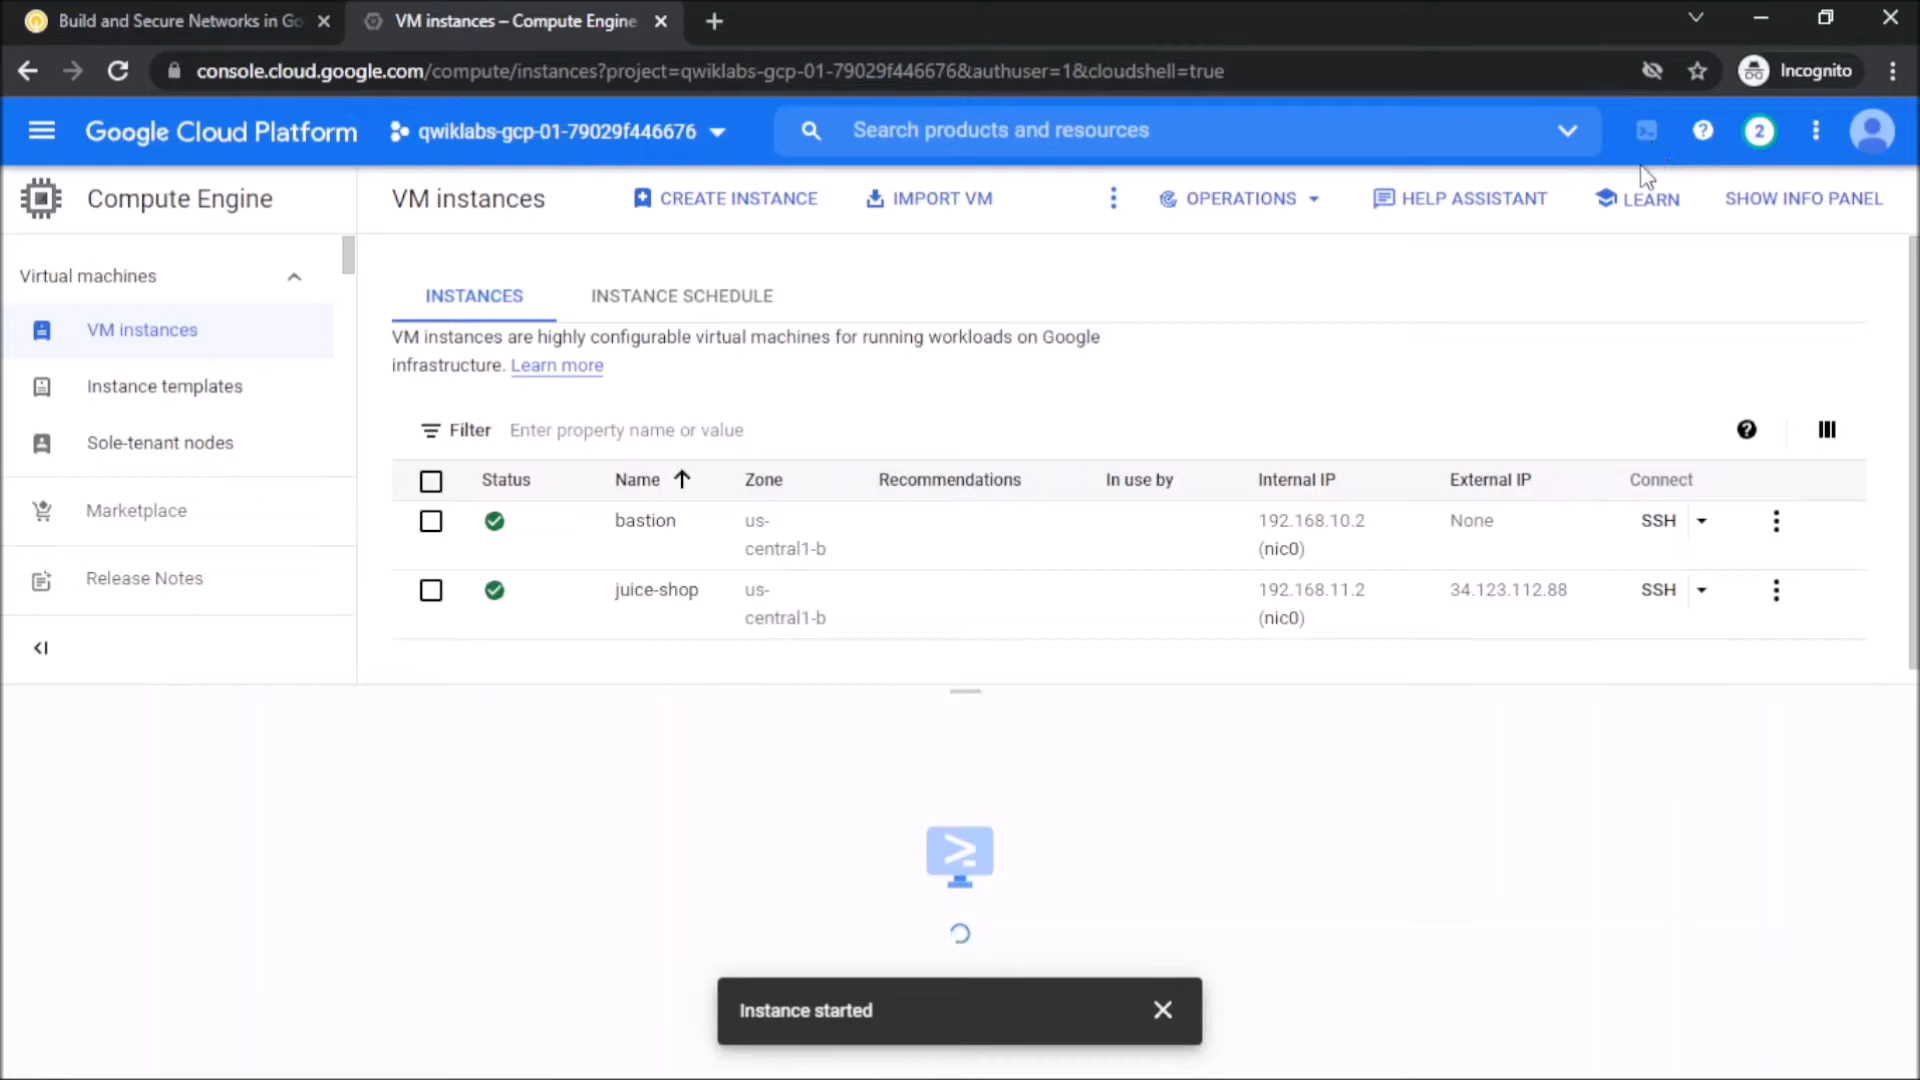 Build and Secure Networks in Go
VM instances – Compute Engine
console.cloud.google.com/compute/instances?project=qwiklabs-gcp-01-79029f446676&authuser=1&cloudshell=true
Incognito
Google Cloud Platform
qwiklabs-gcp-01-79029f446676
Search products and resources
2
Compute Engine
VM instances
CREATE INSTANCE
IMPORT VM
OPERATIONS
HELP ASSISTANT
LEARN
SHOW INFO PANEL
Virtual machines
VM instances
Instance templates
Sole-tenant nodes
Marketplace
Release Notes
INSTANCES
INSTANCE SCHEDULE
VM instances are highly configurable virtual machines for running workloads on Google
infrastructure. Learn more
Filter Enter property name or value
Status Name Zone Recommendations In use by Internal IP External IP Connect
bastion us- 192.168.10.2 None SSH
central1-b (nic0)
juice-shop us- 192.168.11.2 34.123.112.88 SSH
central1-b (nic0)
Instance started